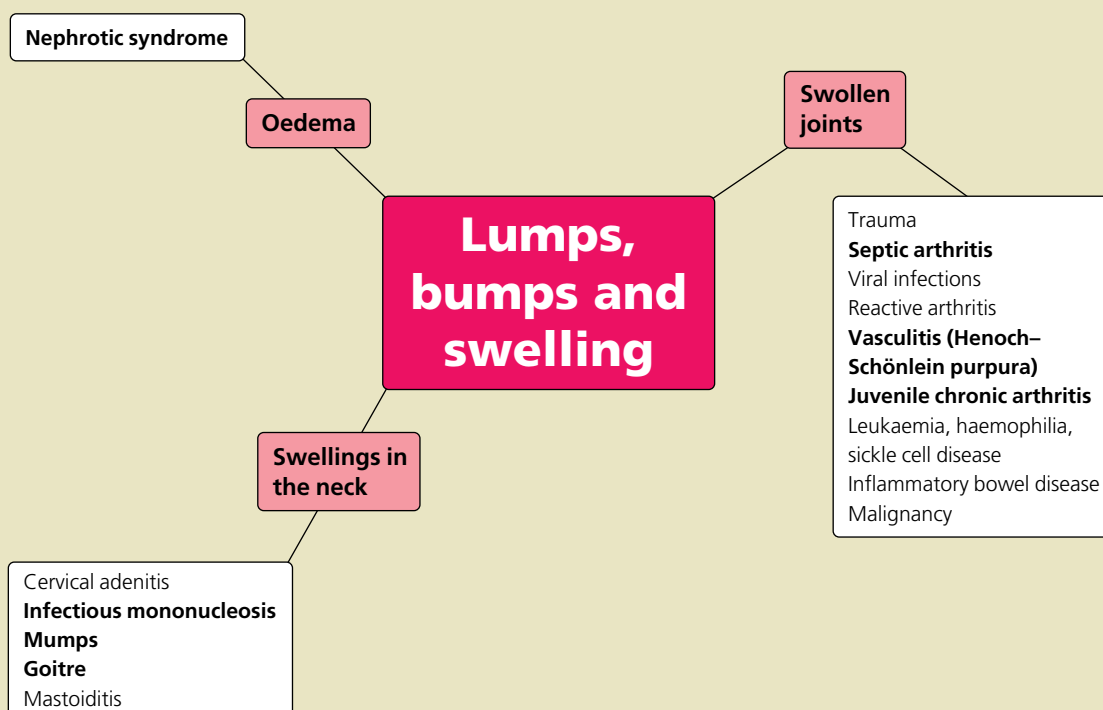 Nephrotic syndrome
Oedema
Swollen
joints
Lumps,
bumps and
swelling
Trauma
Septic arthritis
Viral infections
Reactive arthritis
Vasculitis (Henoch–
Schönlein purpura)
Juvenile chronic arthritis
Leukaemia, haemophilia,
sickle cell disease
Inflammatory bowel disease
Malignancy
Swellings in
the neck
Cervical adenitis
Infectious mononucleosis
Mumps
Goitre
Mastoiditis